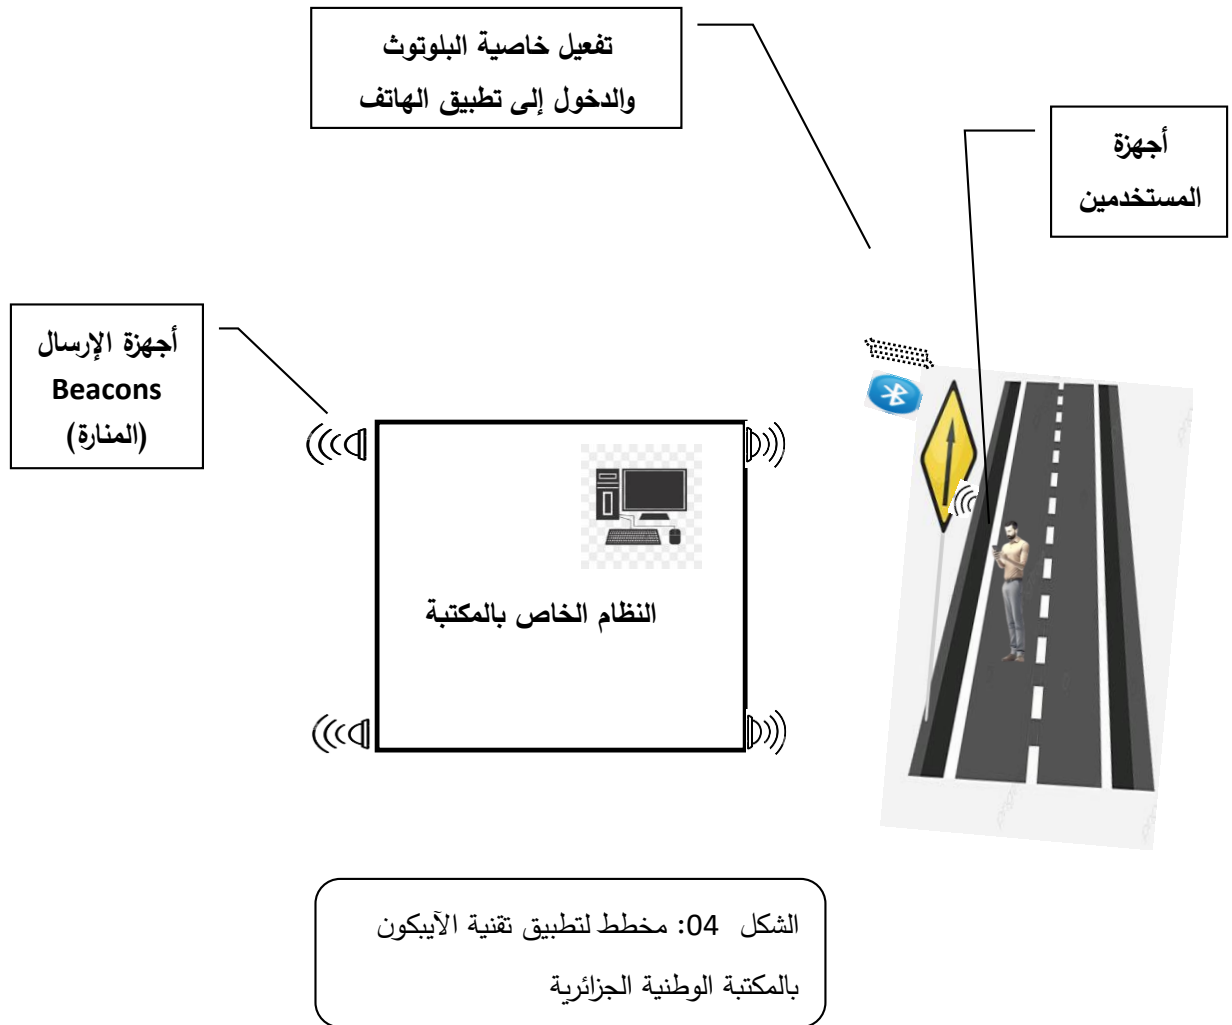 تفعيل خاصية البلوتوث
والدخول إلى تطبيق الهاتف
أجهزة
المستخدمين
أجهزة الإرسال
Beacons
(المنارة)
النظام الخاص بالمكتبة
الشكل 04: مخطط لتطبيق تقنية الآيبكون
بالمكتبة الوطنية الجزائرية